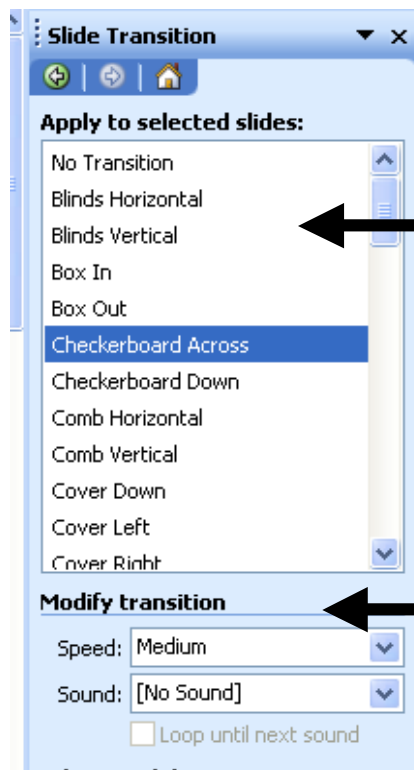 Slide Transition
Apply to selected slides:
No Transition
Blinds Horizontal
Blinds Vertical
Box In
Box Out
Checkerboard Across
Checkerboard Down
Comb Horizontal
Comb Vertical
Cover Down
Cover Left
Cover Right
Modify transition
Speed: Medium
Sound: [No Sound]
Loop until next sound